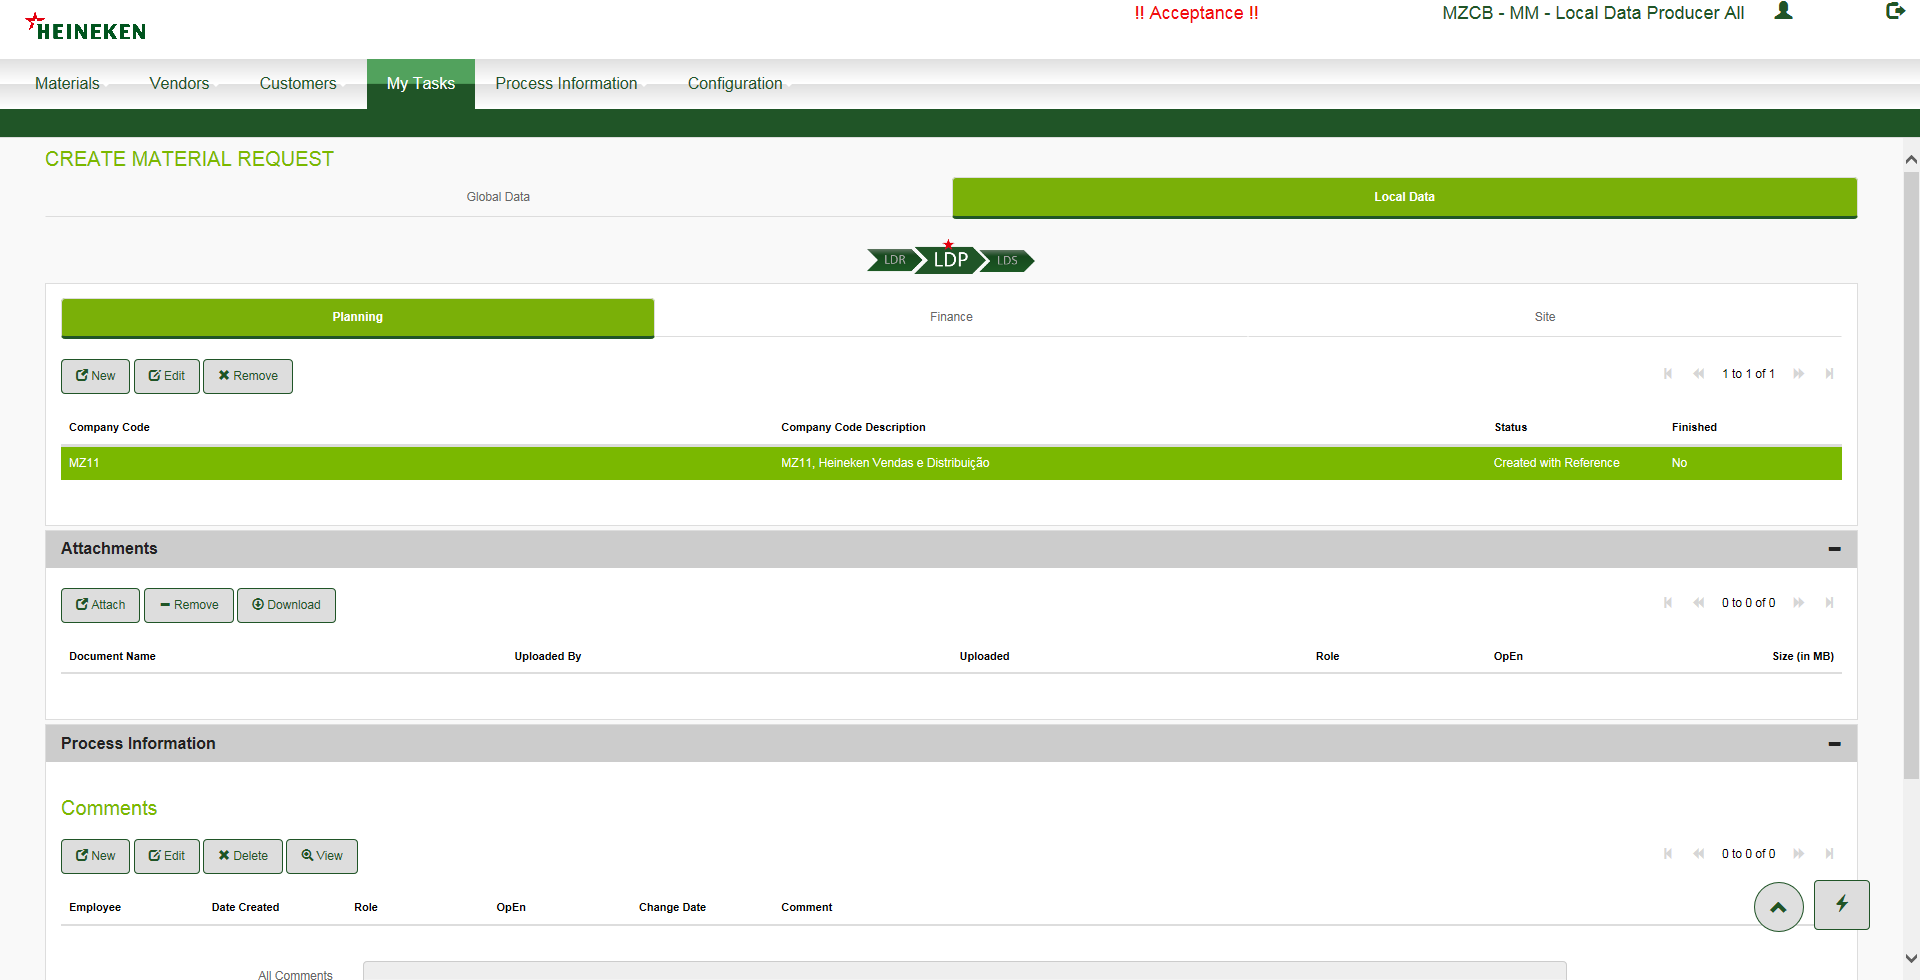 HEINEKEN
!! Acceptance !!
MZCB - MM - Local Data Producer All
Materials
Vendors
Customers
My Tasks
Process Information
Configuration
CREATE MATERIAL REQUEST
Global Data
Local Data
LDR
LDP
LDS
Planning
Finance
Site
New
Edit
Remove
1 to 1 of 1
Company Code
Company Code Description
Status
Finished
MZ11
MZ11, Heineken Vendas e Distribuição
Created with Reference
No
Attachments
Attach
Remove
Download
0 to 0 of 0
Document Name
Uploaded By
Uploaded
Role
OpEn
Size (in MB)
Process Information
Comments
New
Edit
Delete
View
0 to 0 of 0
Employee
Date Created
Role
OpEn
Change Date
Comment
All Comments